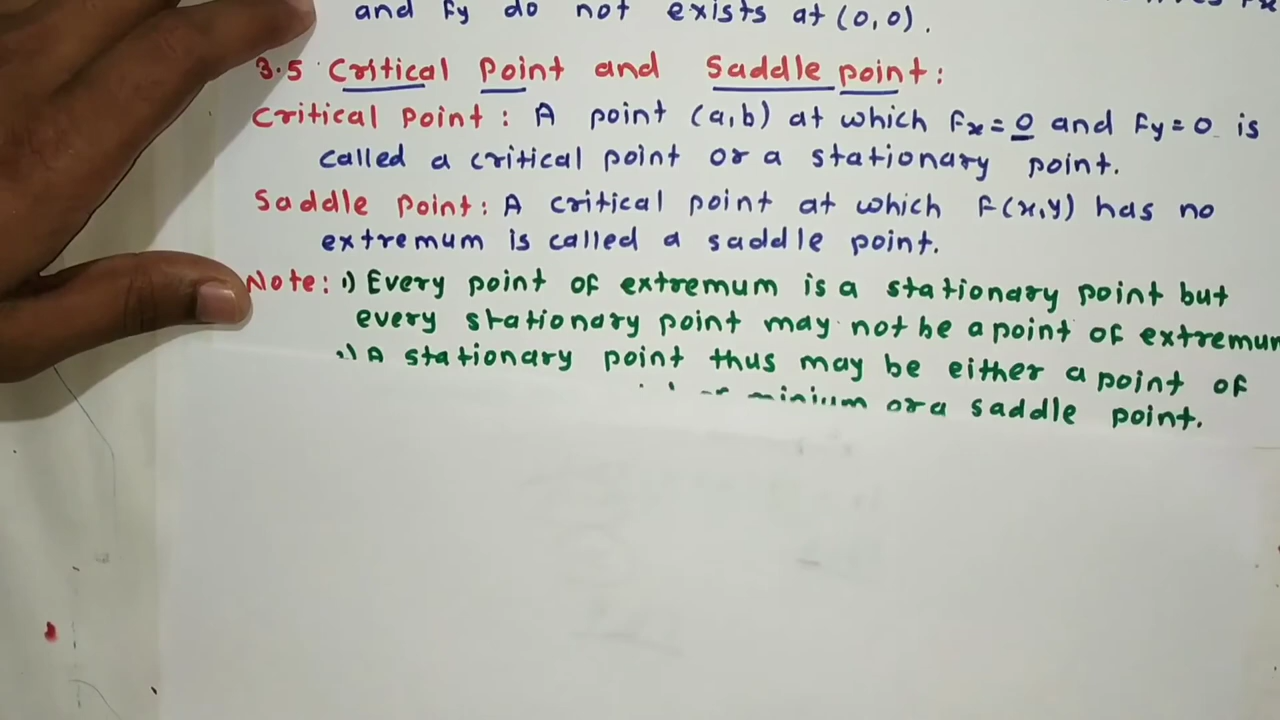 and Fy do not exists at (0,0).
3.5 Critical Point and Saddle point:
Critical Point: A point (a,b) at which Fx=0 and Fy=0 is
called a critical point or a stationary point.
Saddle Point: A critical point at which F(x,y) has no
extremum is called a saddle point.
Note: 1) Every point of extremum is a stationary point but
every stationary point may not be a point of extremum
A stationary point thus may be either a point of
or a saddle point.